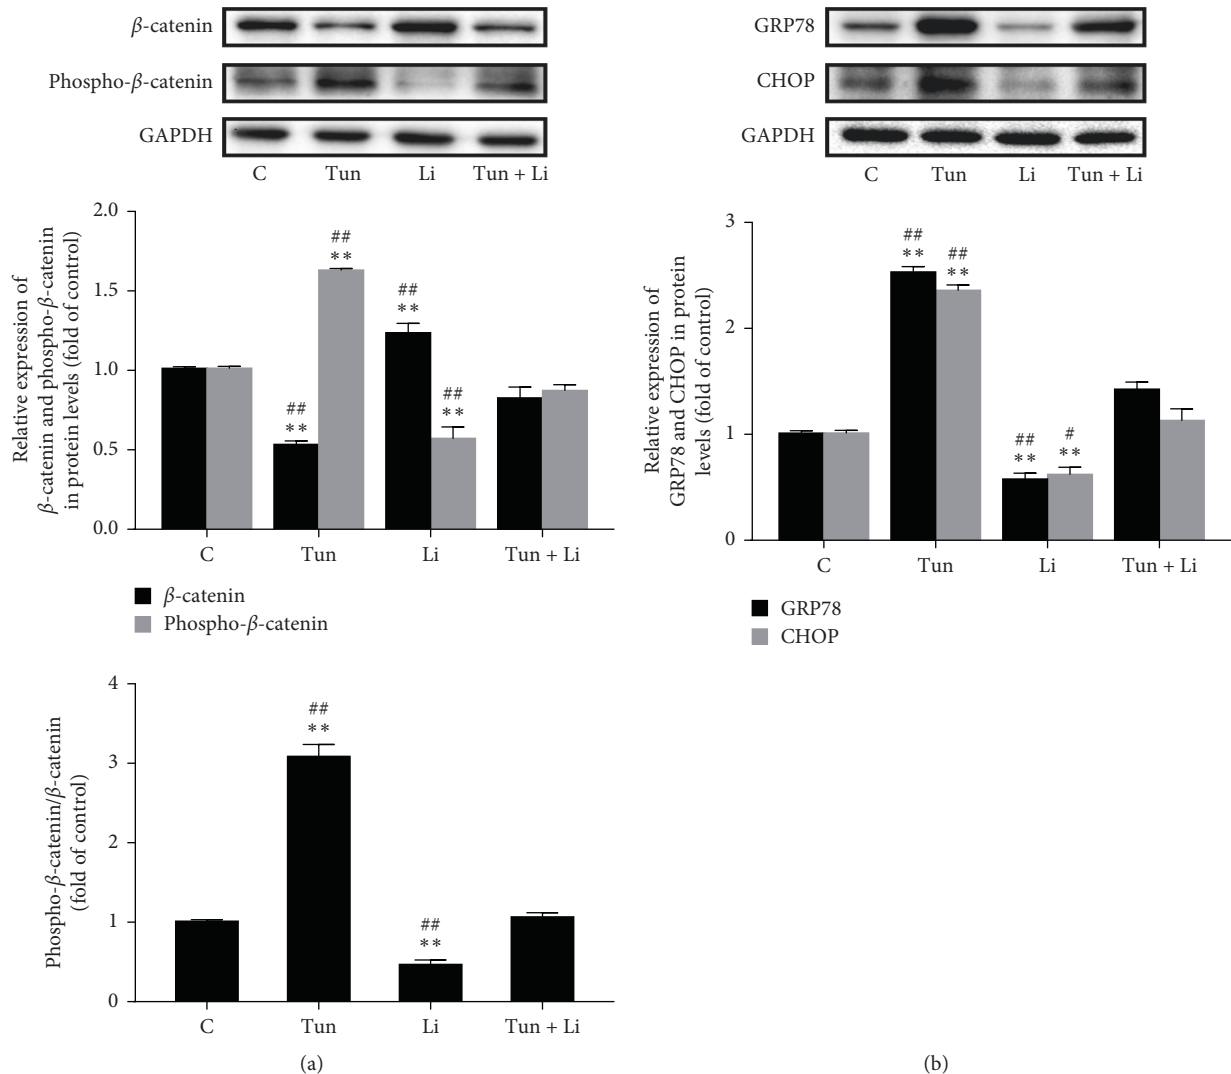 β-catenin
Phospho-β-catenin
GAPDH
C Tun Li Tun + Li
Relative expression of
β-catenin and phospho-β-catenin
in protein levels (fold of control)
2.0
1.5
1.0
0.5
0.0
##
**
##
**
##
**
##
**
C Tun Li Tun + Li
β-catenin
Phospho-β-catenin
Phospho-β-catenin/β-catenin
(fold of control)
4
3
2
1
0
##
**
##
**
C Tun Li Tun + Li
(a)
GRP78
CHOP
GAPDH
C Tun Li Tun + Li
Relative expression of
GRP78 and CHOP in protein
levels (fold of control)
3
2
1
0
##
**
##
**
##
**
#
**
C Tun Li Tun + Li
GRP78
CHOP
(b)